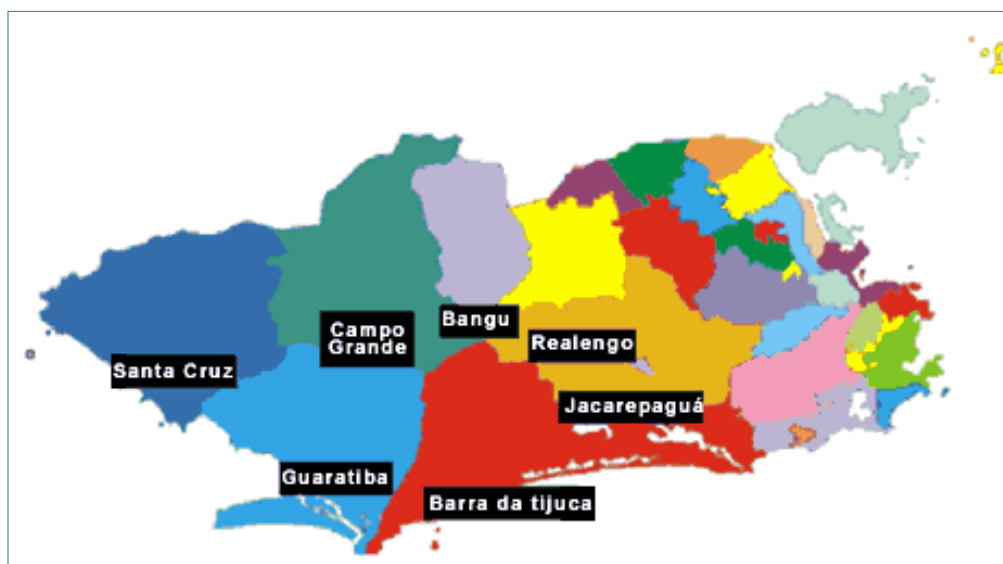 Campo
Grande
Bangu
Realengo
Santa Cruz
Jacarepaguá
Guaratiba
Barra da tijuca